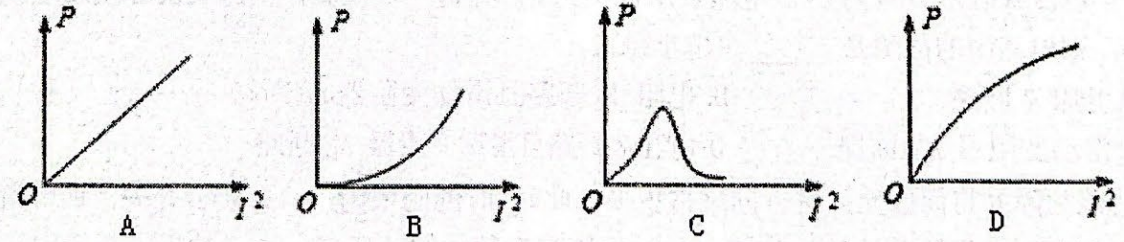 P P P P
O I² O I² O I² O I²
A B C D